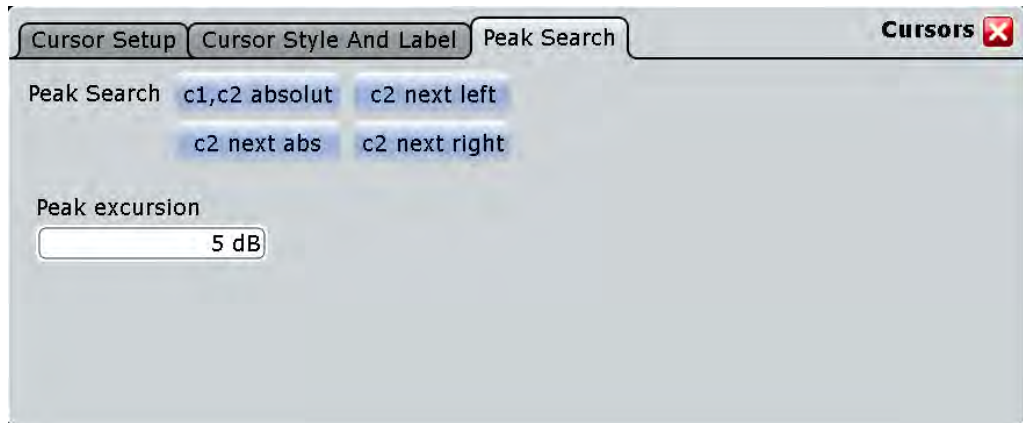 Cursor Setup Cursor Style And Label Peak Search Cursors
Peak Search c1,c2 absolut c2 next left
c2 next abs c2 next right
Peak excursion
5 dB